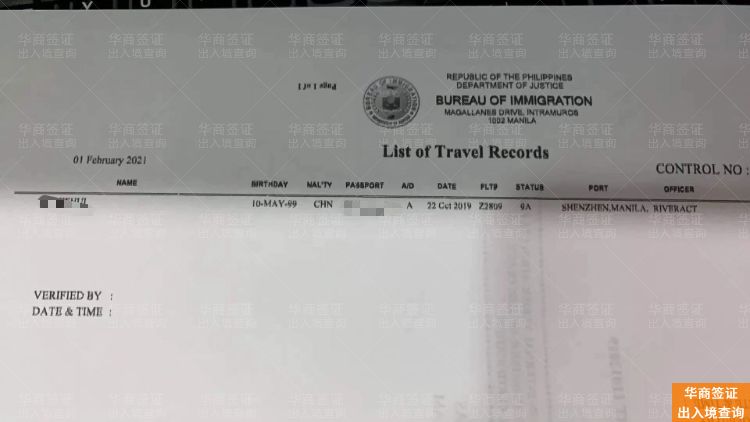 Page 1 of 1
REPUBLIC OF THE PHILIPPINES
DEPARTMENT OF JUSTICE
BUREAU OF IMMIGRATION
MAGALLANES DRIVE, INTRAMUROS
1002 MANILA
List of Travel Records
01 February 2021
CONTROL NO :
NAME BIRTHDAY NAL'TY PASSPORT A/D DATE FLT# STATUS PORT OFFICER
10-MAY-99 CHN A 22 Oct 2019 Z2809 9A SHENZHEN,MANILA, RIVERACT
VERIFIED BY :
DATE & TIME :
华商签证
出入境查询